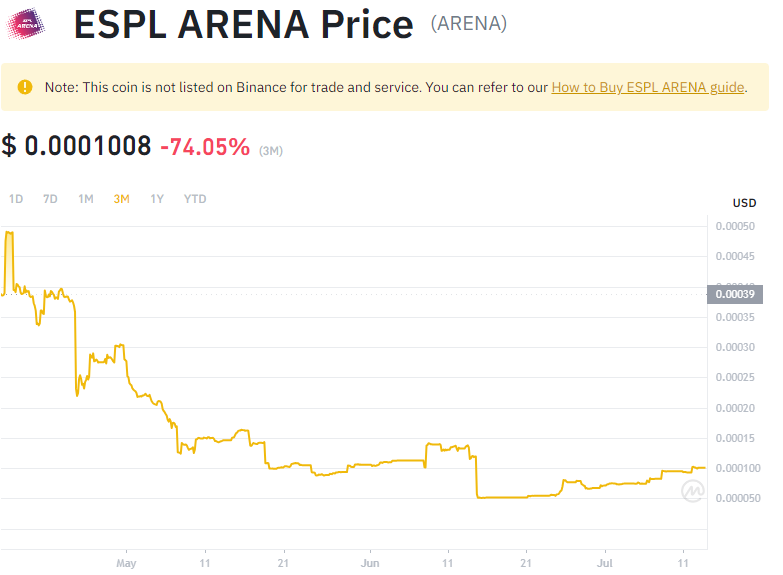 ESPL ARENA
ESPL ARENA Price (ARENA)
Note: This coin is not listed on Binance for trade and service. You can refer to our How to Buy ESPL ARENA guide.
$ 0.0001008 -74.05% (3M)
1D 7D 1M 3M 1Y YTD
USD
0.00050
0.00045
0.00039
0.00035
0.00030
0.00025
0.00020
0.00015
0.000100
0.000050
May 11 21 Jun 11 21 Jul 11